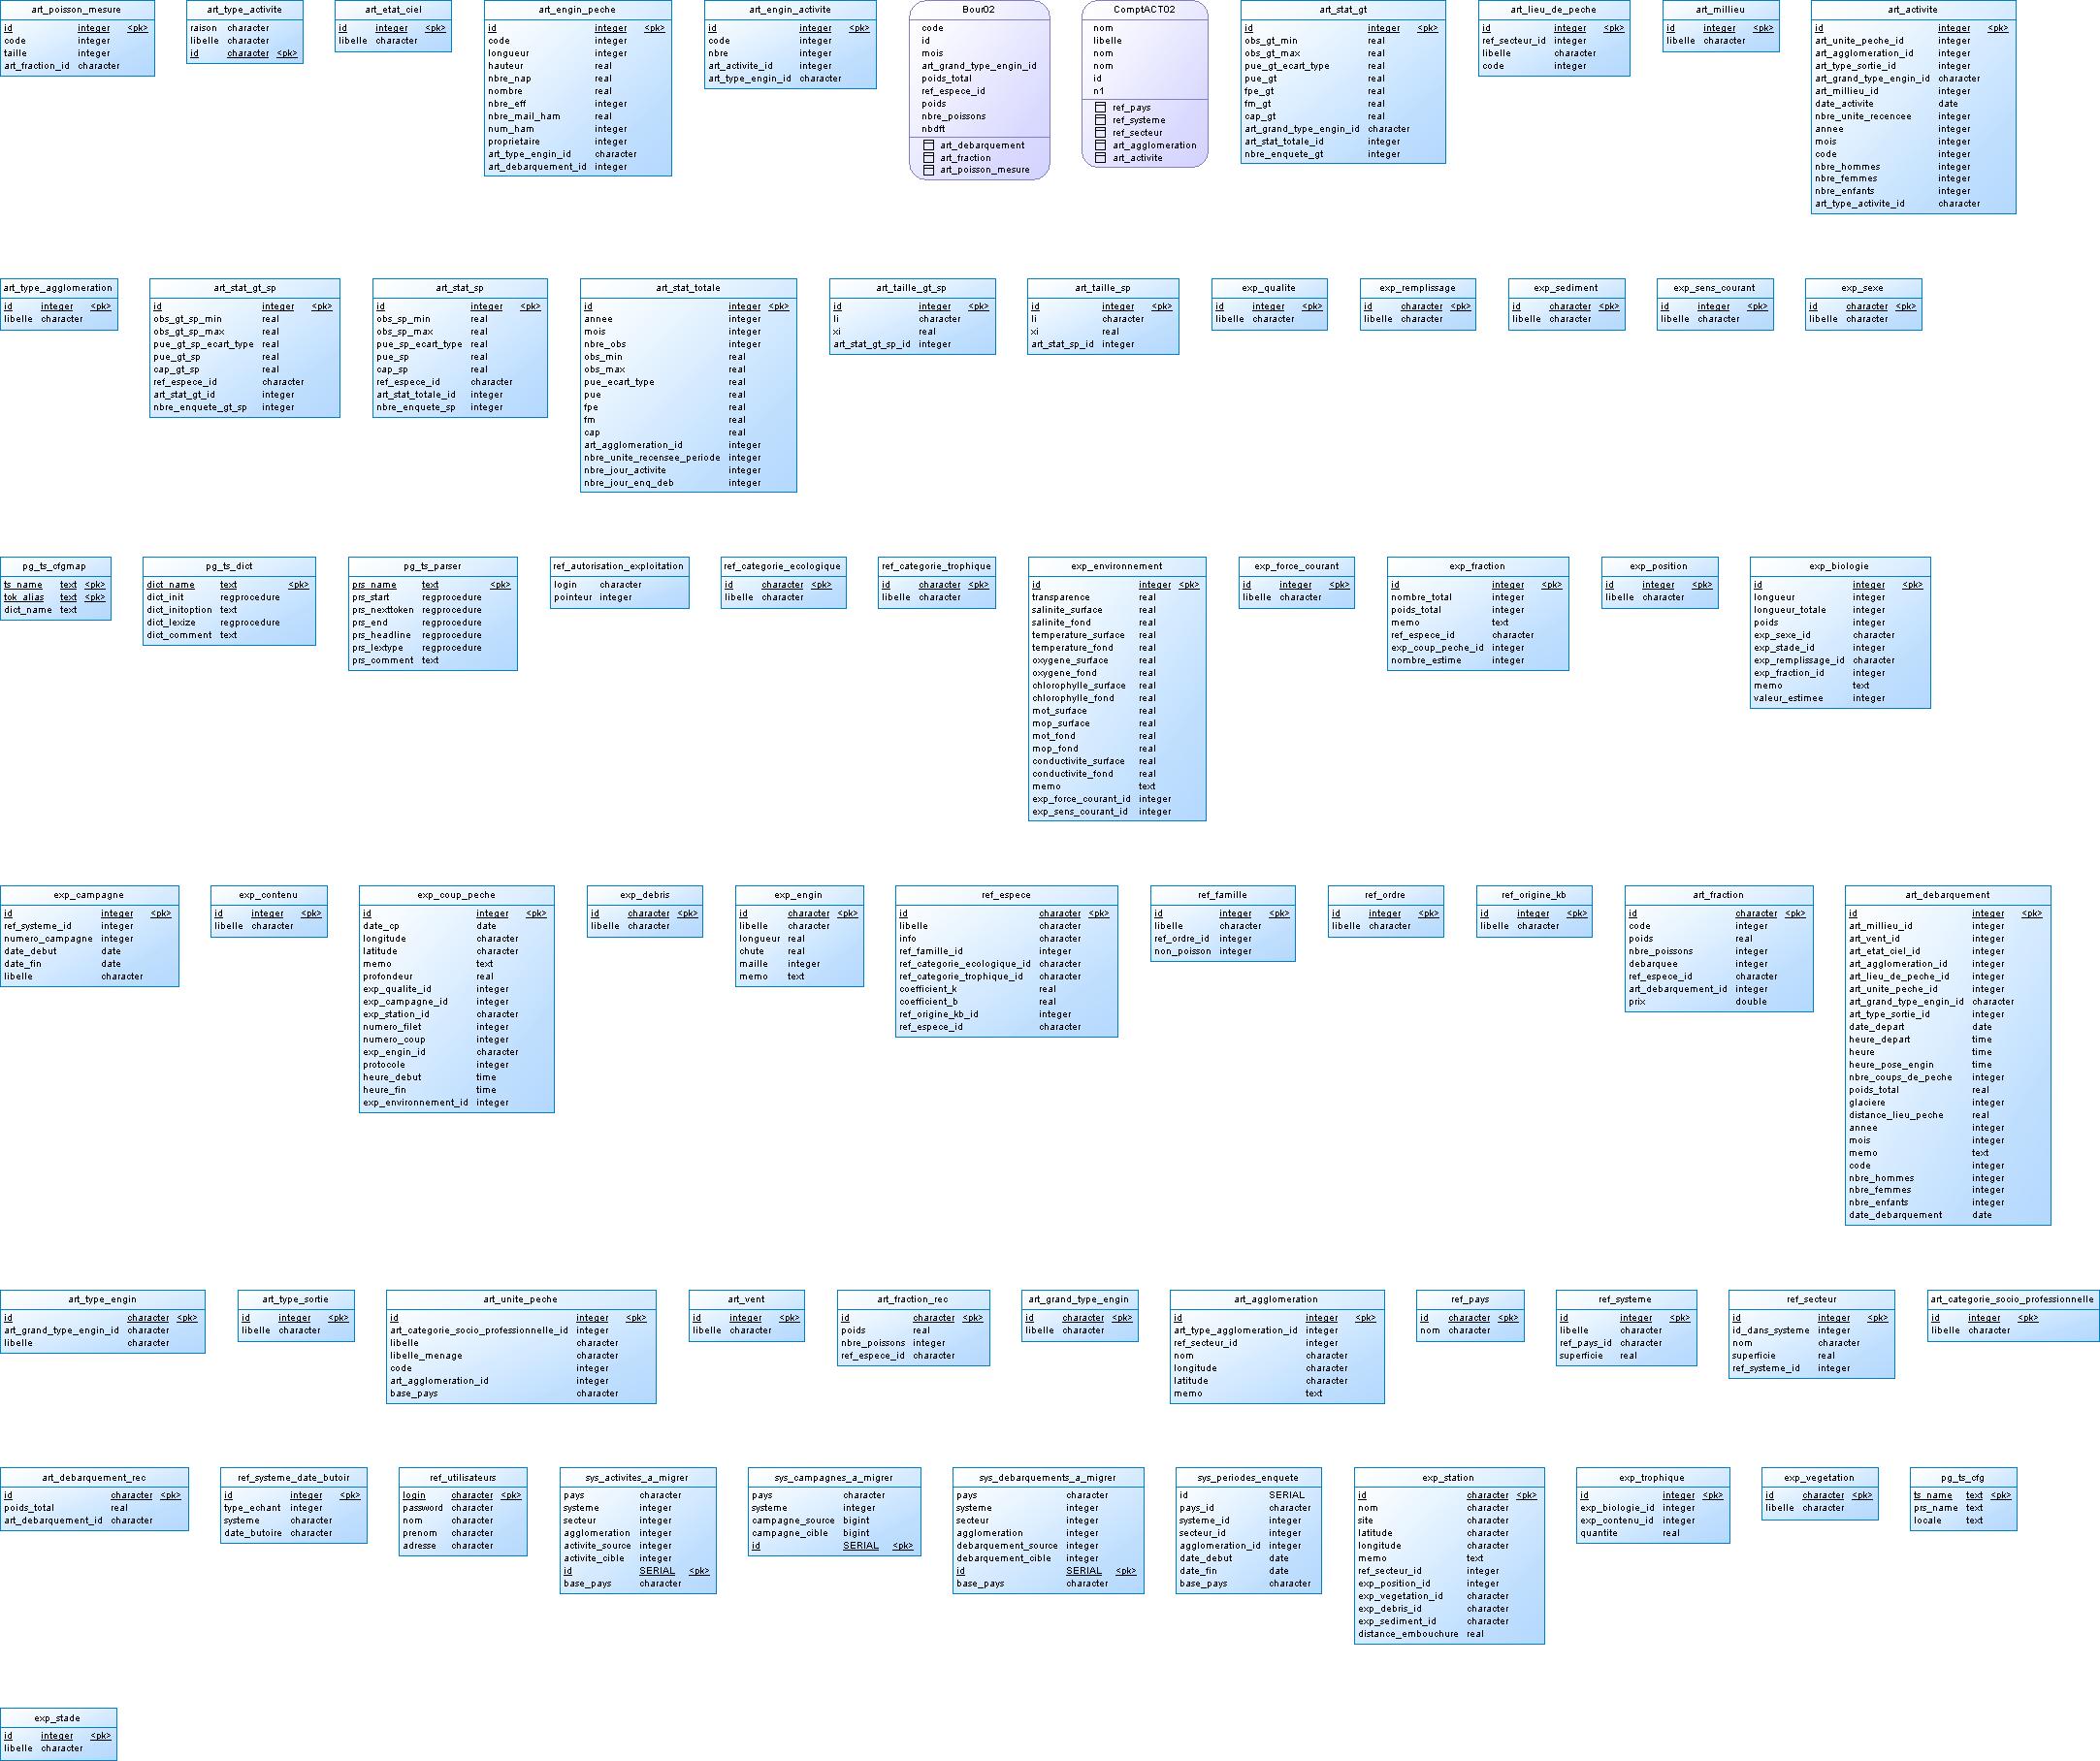 art_poisson_mesure
id integer <pk>
code integer
taille integer
art_fraction_id character
art_type_activite
raison character
libelle character
id character <pk>
art_etat_ciel
id integer <pk>
libelle character
art_engin_peche
id integer <pk>
code integer
longueur integer
hauteur real
nbre_nap real
nombre real
nbre_eff integer
nbre_mail_ham real
num_ham integer
proprietaire integer
art_type_engin_id character
art_debarquement_id integer
art_engin_activite
id integer <pk>
code integer
nbre integer
art_activite_id integer
art_type_engin_id character
Bour02
code
id
mois
art_grand_type_engin_id
poids_total
ref_espece_id
poids
nbre_poissons
nbdft
art_debarquement
art_fraction
art_poisson_mesure
ComptACT02
nom
libelle
nom
nom
id
n1
ref_pays
ref_systeme
ref_secteur
art_agglomeration
art_activite
art_stat_gt
id integer <pk>
obs_gt_min real
obs_gt_max real
pue_gt_ecart_type real
pue_gt real
fpe_gt real
fm_gt real
cap_gt real
art_grand_type_engin_id character
art_stat_totale_id integer
nbre_enquete_gt integer
art_lieu_de_peche
id integer <pk>
ref_secteur_id integer
libelle character
code integer
art_millieu
id integer <pk>
libelle character
art_activite
id integer <pk>
art_unite_peche_id integer
art_agglomeration_id integer
art_type_sortie_id integer
art_grand_type_engin_id character
art_millieu_id integer
date_activite date
nbre_unite_recencee integer
annee integer
mois integer
code integer
nbre_hommes integer
nbre_femmes integer
nbre_enfants integer
art_type_activite_id character
art_type_agglomeration
id integer <pk>
libelle character
art_stat_gt_sp
id integer <pk>
obs_gt_sp_min real
obs_gt_sp_max real
pue_gt_sp_ecart_type real
pue_gt_sp real
cap_gt_sp real
ref_espece_id character
art_stat_gt_id integer
nbre_enquete_gt_sp integer
art_stat_sp
id integer <pk>
obs_sp_min real
obs_sp_max real
pue_sp_ecart_type real
pue_sp real
cap_sp real
ref_espece_id character
art_stat_totale_id integer
nbre_enquete_sp integer
art_stat_totale
id integer <pk>
annee integer
mois integer
nbre_obs integer
obs_min real
obs_max real
pue_ecart_type real
pue real
fpe real
fm real
cap real
art_agglomeration_id integer
nbre_unite_recensee_periode integer
nbre_jour_activite integer
nbre_jour_enq_deb integer
art_taille_gt_sp
id integer <pk>
li character
xi real
art_stat_gt_sp_id integer
art_taille_sp
id integer <pk>
li character
xi real
art_stat_sp_id integer
exp_qualite
id integer <pk>
libelle character
exp_remplissage
id character <pk>
libelle character
exp_sediment
id character <pk>
libelle character
exp_sens_courant
id integer <pk>
libelle character
exp_sexe
id character <pk>
libelle character
pg_ts_cfgmap
ts_name text <pk>
tok_alias text <pk>
dict_name text
pg_ts_dict
dict_name text <pk>
dict_init regprocedure
dict_initoption text
dict_lexize regprocedure
dict_comment text
pg_ts_parser
prs_name text <pk>
prs_start regprocedure
prs_nexttoken regprocedure
prs_end regprocedure
prs_headline regprocedure
prs_lextype regprocedure
prs_comment text
ref_autorisation_exploitation
login character
pointeur integer
ref_categorie_ecologique
id character <pk>
libelle character
ref_categorie_trophique
id character <pk>
libelle character
exp_environnement
id integer <pk>
transparence real
salinite_surface real
salinite_fond real
temperature_surface real
temperature_fond real
oxygene_surface real
oxygene_fond real
chlorophylle_surface real
chlorophylle_fond real
mot_surface real
mop_surface real
mot_fond real
mop_fond real
conductivite_surface real
conductivite_fond real
memo text
exp_force_courant_id integer
exp_sens_courant_id integer
exp_force_courant
id integer <pk>
libelle character
exp_fraction
id integer <pk>
nombre_total integer
poids_total integer
memo text
ref_espece_id character
exp_coup_peche_id integer
nombre_estime integer
exp_position
id integer <pk>
libelle character
exp_biologie
id integer <pk>
longueur integer
longueur_totale integer
poids integer
exp_sexe_id character
exp_stade_id integer
exp_remplissage_id character
exp_fraction_id integer
memo text
valeur_estimee integer
exp_campagne
id integer <pk>
ref_systeme_id integer
numero_campagne integer
date_debut date
date_fin date
libelle character
exp_contenu
id integer <pk>
libelle character
exp_coup_peche
id integer <pk>
date_cp date
longitude character
latitude character
memo text
profondeur real
exp_qualite_id integer
exp_campagne_id integer
exp_station_id character
numero_filet integer
numero_coup integer
exp_engin_id character
protocole integer
heure_debut time
heure_fin time
exp_environnement_id integer
exp_debris
id character <pk>
libelle character
exp_engin
id character <pk>
libelle character
longueur real
chute real
maille integer
memo text
ref_espece
id character <pk>
libelle character
info character
ref_famille_id integer
ref_categorie_ecologique_id character
ref_categorie_trophique_id character
coefficient_k real
coefficient_b real
ref_origine_kb_id integer
ref_espece_id character
ref_famille
id integer <pk>
libelle character
ref_ordre_id integer
non_poisson integer
ref_ordre
id integer <pk>
libelle character
ref_origine_kb
id integer <pk>
libelle character
art_fraction
id character <pk>
code integer
poids real
nbre_poissons integer
debarquee integer
ref_espece_id character
art_debarquement_id integer
prix double
art_debarquement
id integer <pk>
art_millieu_id integer
art_vent_id integer
art_etat_ciel_id integer
art_agglomeration_id integer
art_lieu_de_peche_id integer
art_unite_peche_id integer
art_grand_type_engin_id character
art_type_sortie_id integer
date_depart date
heure_depart time
heure time
heure_pose_engin time
nbre_coups_de_peche integer
poids_total real
glaciere integer
distance_lieu_peche real
annee integer
mois integer
memo text
code integer
nbre_hommes integer
nbre_femmes integer
nbre_enfants integer
date_debarquement date
art_type_engin
id character <pk>
art_grand_type_engin_id character
libelle character
art_type_sortie
id integer <pk>
libelle character
art_unite_peche
id integer <pk>
art_categorie_socio_professionnelle_id integer
libelle character
libelle_menage character
code integer
art_agglomeration_id integer
base_pays character
art_vent
id integer <pk>
libelle character
art_fraction_rec
id character <pk>
poids real
nbre_poissons integer
ref_espece_id character
art_grand_type_engin
id character <pk>
libelle character
art_agglomeration
id integer <pk>
art_type_agglomeration_id integer
ref_secteur_id integer
nom character
longitude character
latitude character
memo text
ref_pays
id character <pk>
nom character
ref_systeme
id integer <pk>
libelle character
ref_pays_id character
superficie real
ref_secteur
id integer <pk>
id_dans_systeme integer
nom character
superficie real
ref_systeme_id integer
art_categorie_socio_professionnelle
id integer <pk>
libelle character
art_debarquement_rec
id character <pk>
poids_total real
art_debarquement_id character
ref_systeme_date_butoir
id integer <pk>
type_echant integer
systeme character
date_butoire character
ref_utilisateurs
login character <pk>
password character
nom character
prenom character
adresse character
sys_activites_a_migrer
pays character
systeme integer
secteur integer
agglomeration integer
activite_source integer
activite_cible integer
id SERIAL <pk>
base_pays character
sys_campagnes_a_migrer
pays character
systeme integer
campagne_source bigint
campagne_cible bigint
id SERIAL <pk>
sys_debarquements_a_migrer
pays character
systeme integer
secteur integer
agglomeration integer
debarquement_source integer
debarquement_cible integer
id SERIAL <pk>
base_pays character
sys_periodes_enquete
id SERIAL
pays_id character
systeme_id integer
secteur_id integer
agglomeration_id integer
date_debut date
date_fin date
base_pays character
exp_station
id character <pk>
nom character
site character
latitude character
longitude character
memo text
ref_secteur_id integer
exp_position_id integer
exp_vegetation_id character
exp_debris_id character
exp_sediment_id character
distance_embouchure real
exp_trophique
id integer <pk>
exp_biologie_id integer
exp_contenu_id integer
quantite real
exp_vegetation
id character <pk>
libelle character
pg_ts_cfg
ts_name text <pk>
prs_name text
locale text
exp_stade
id integer <pk>
libelle character